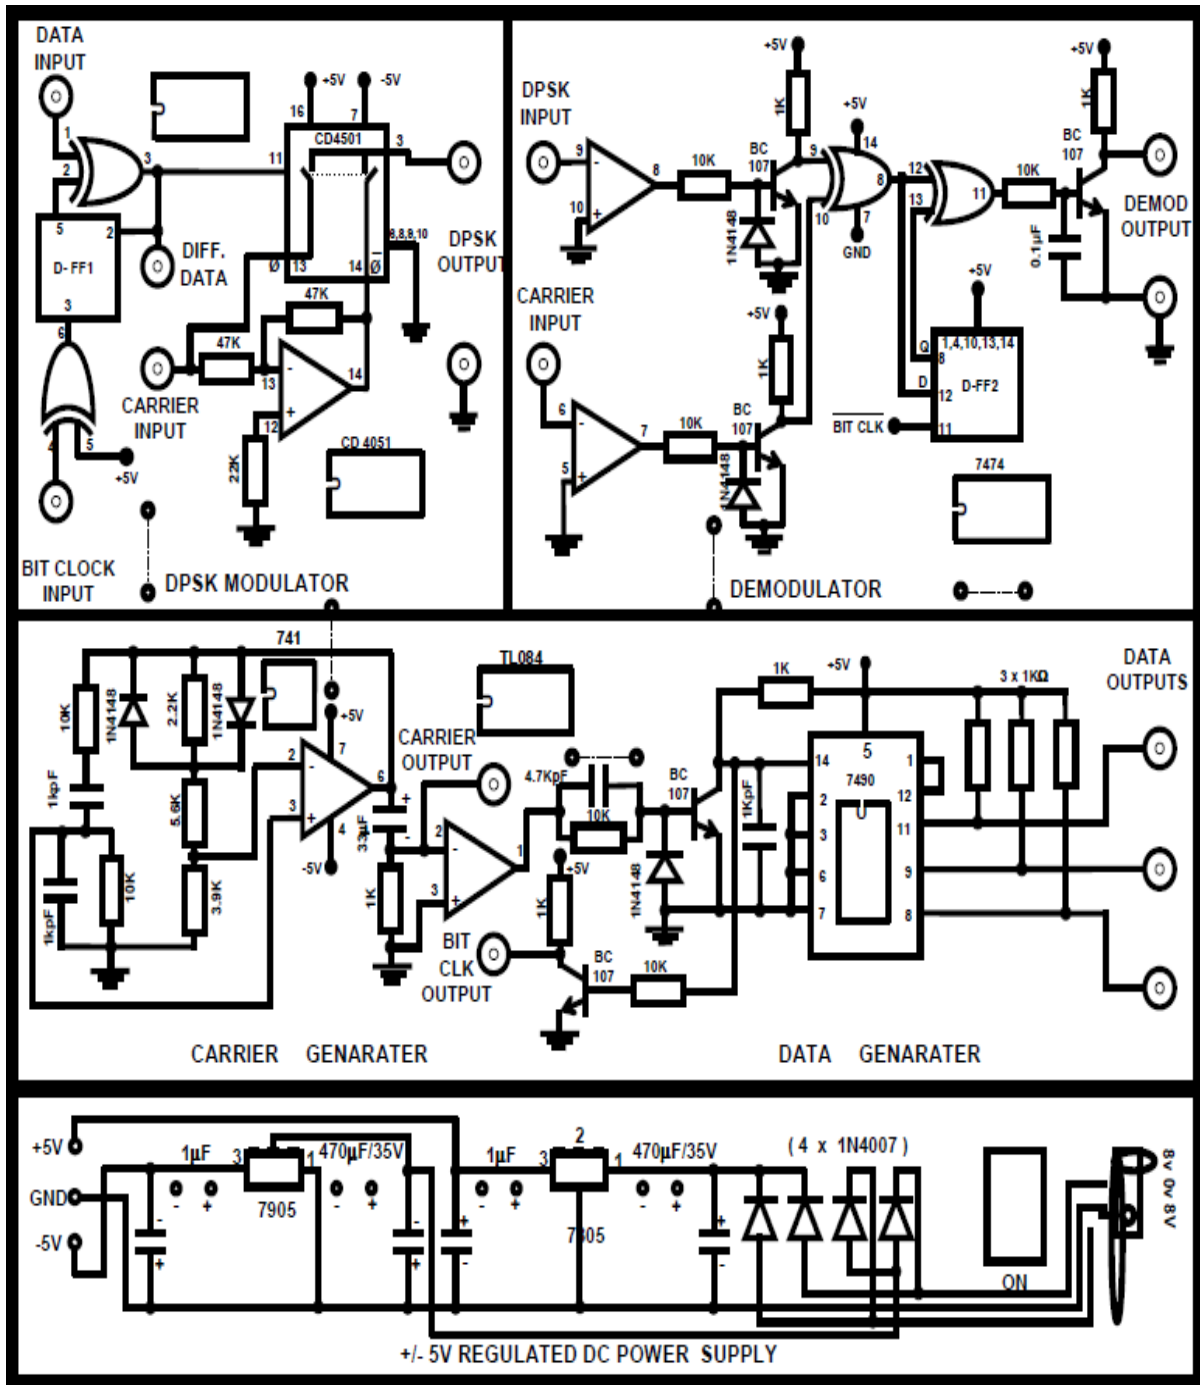 DATA
INPUT
1
2
3
11
16
7
+5V
-5V
CD4501
3
5
2
D- FF1
3
6
DIFF.
DATA
Ø
13
14
Ø
DPSK
OUTPUT
47K
47K
13
14
12
-
+
CARRIER
INPUT
22K
4
5
+5V
CD 4051
BIT CLOCK
INPUT
DPSK MODULATOR
DPSK
INPUT
9
10
-
+
8
10K
BC
107
1N4148
+5V
1K
9
10
+5V
14
8
7
GND
12
13
11
10K
+5V
1K
BC
107
0.1µF
DEMOD
OUTPUT
CARRIER
INPUT
6
5
-
+
7
10K
BC
107
1N4148
+5V
1K
+5V
1,4,10,13,14
Q
8
D-FF2
D
12
BIT CLK
11
7474
DEMODULATOR
741
10K
1N4148
2.2K
1N4148
1kpF
5.6K
1kpF
10K
3.9K
2
3
-
+
7
+5V
6
4
-5V
+
33µF
-
1K
CARRIER
OUTPUT
TL084
2
3
-
+
1
4.7KpF
10K
+5V
1K
1N4148
BC
107
BIT
CLK
OUTPUT
BC
107
10K
1KpF
1K
+5V
5
7490
U
14
2
3
6
7
1
12
11
9
8
3 x 1KΩ
DATA
OUTPUTS
CARRIER GENARATER
DATA GENARATER
+5V
GND
-5V
1µF
- +
-
+
3
1
7905
470µF/35V
- +
-
+
-
1µF
- +
3
2
1
7805
470µF/35V
- +
+
-
( 4 x 1N4007 )
ON
8v 0v 8V
+/- 5V REGULATED DC POWER SUPPLY